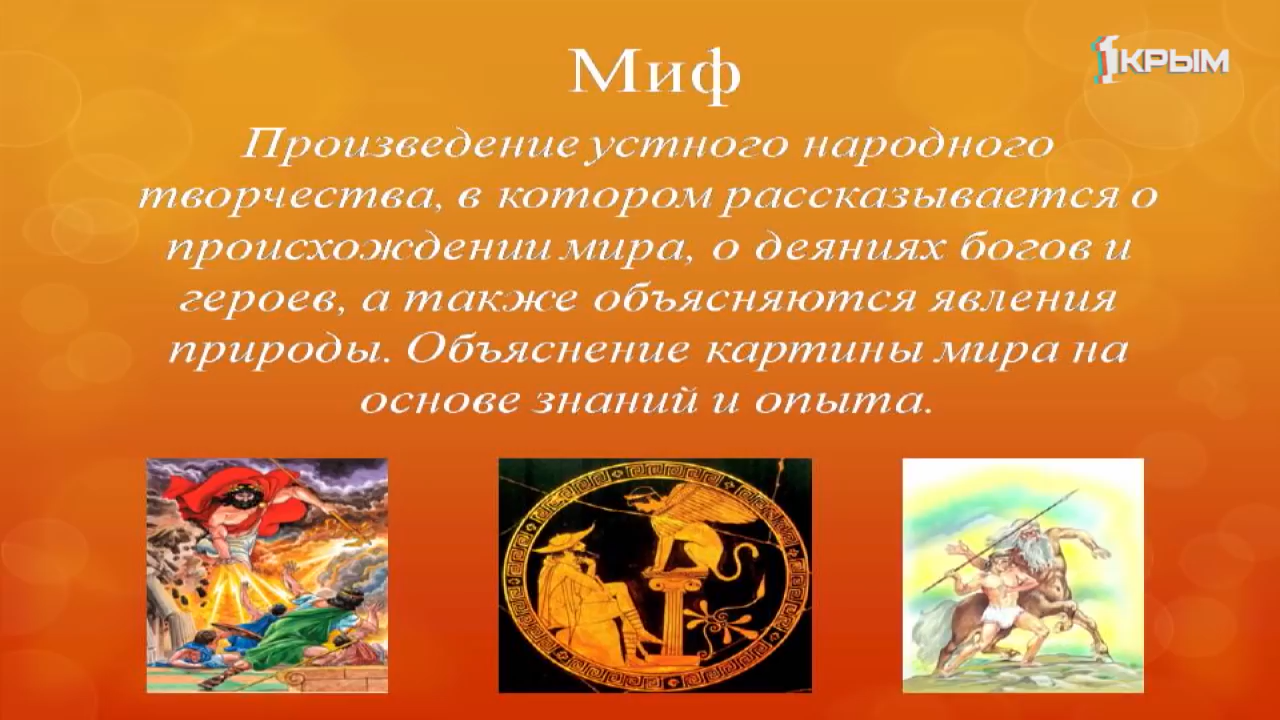 Миф
1КРЫМ
Произведение устного народного
творчества, в котором рассказывается о
происхождении мира, о деяниях богов и
героев, а также объясняются явления
природы. Объяснение картины мира на
основе знаний и опыта.